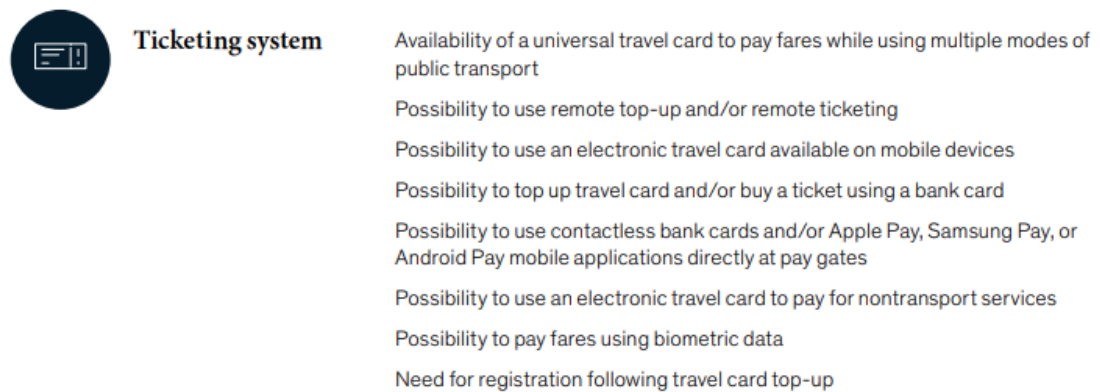 Ticketing system
Availability of a universal travel card to pay fares while using multiple modes of
public transport
Possibility to use remote top-up and/or remote ticketing
Possibility to use an electronic travel card available on mobile devices
Possibility to top up travel card and/or buy a ticket using a bank card
Possibility to use contactless bank cards and/or Apple Pay, Samsung Pay, or
Android Pay mobile applications directly at pay gates
Possibility to use an electronic travel card to pay for nontransport services
Possibility to pay fares using biometric data
Need for registration following travel card top-up